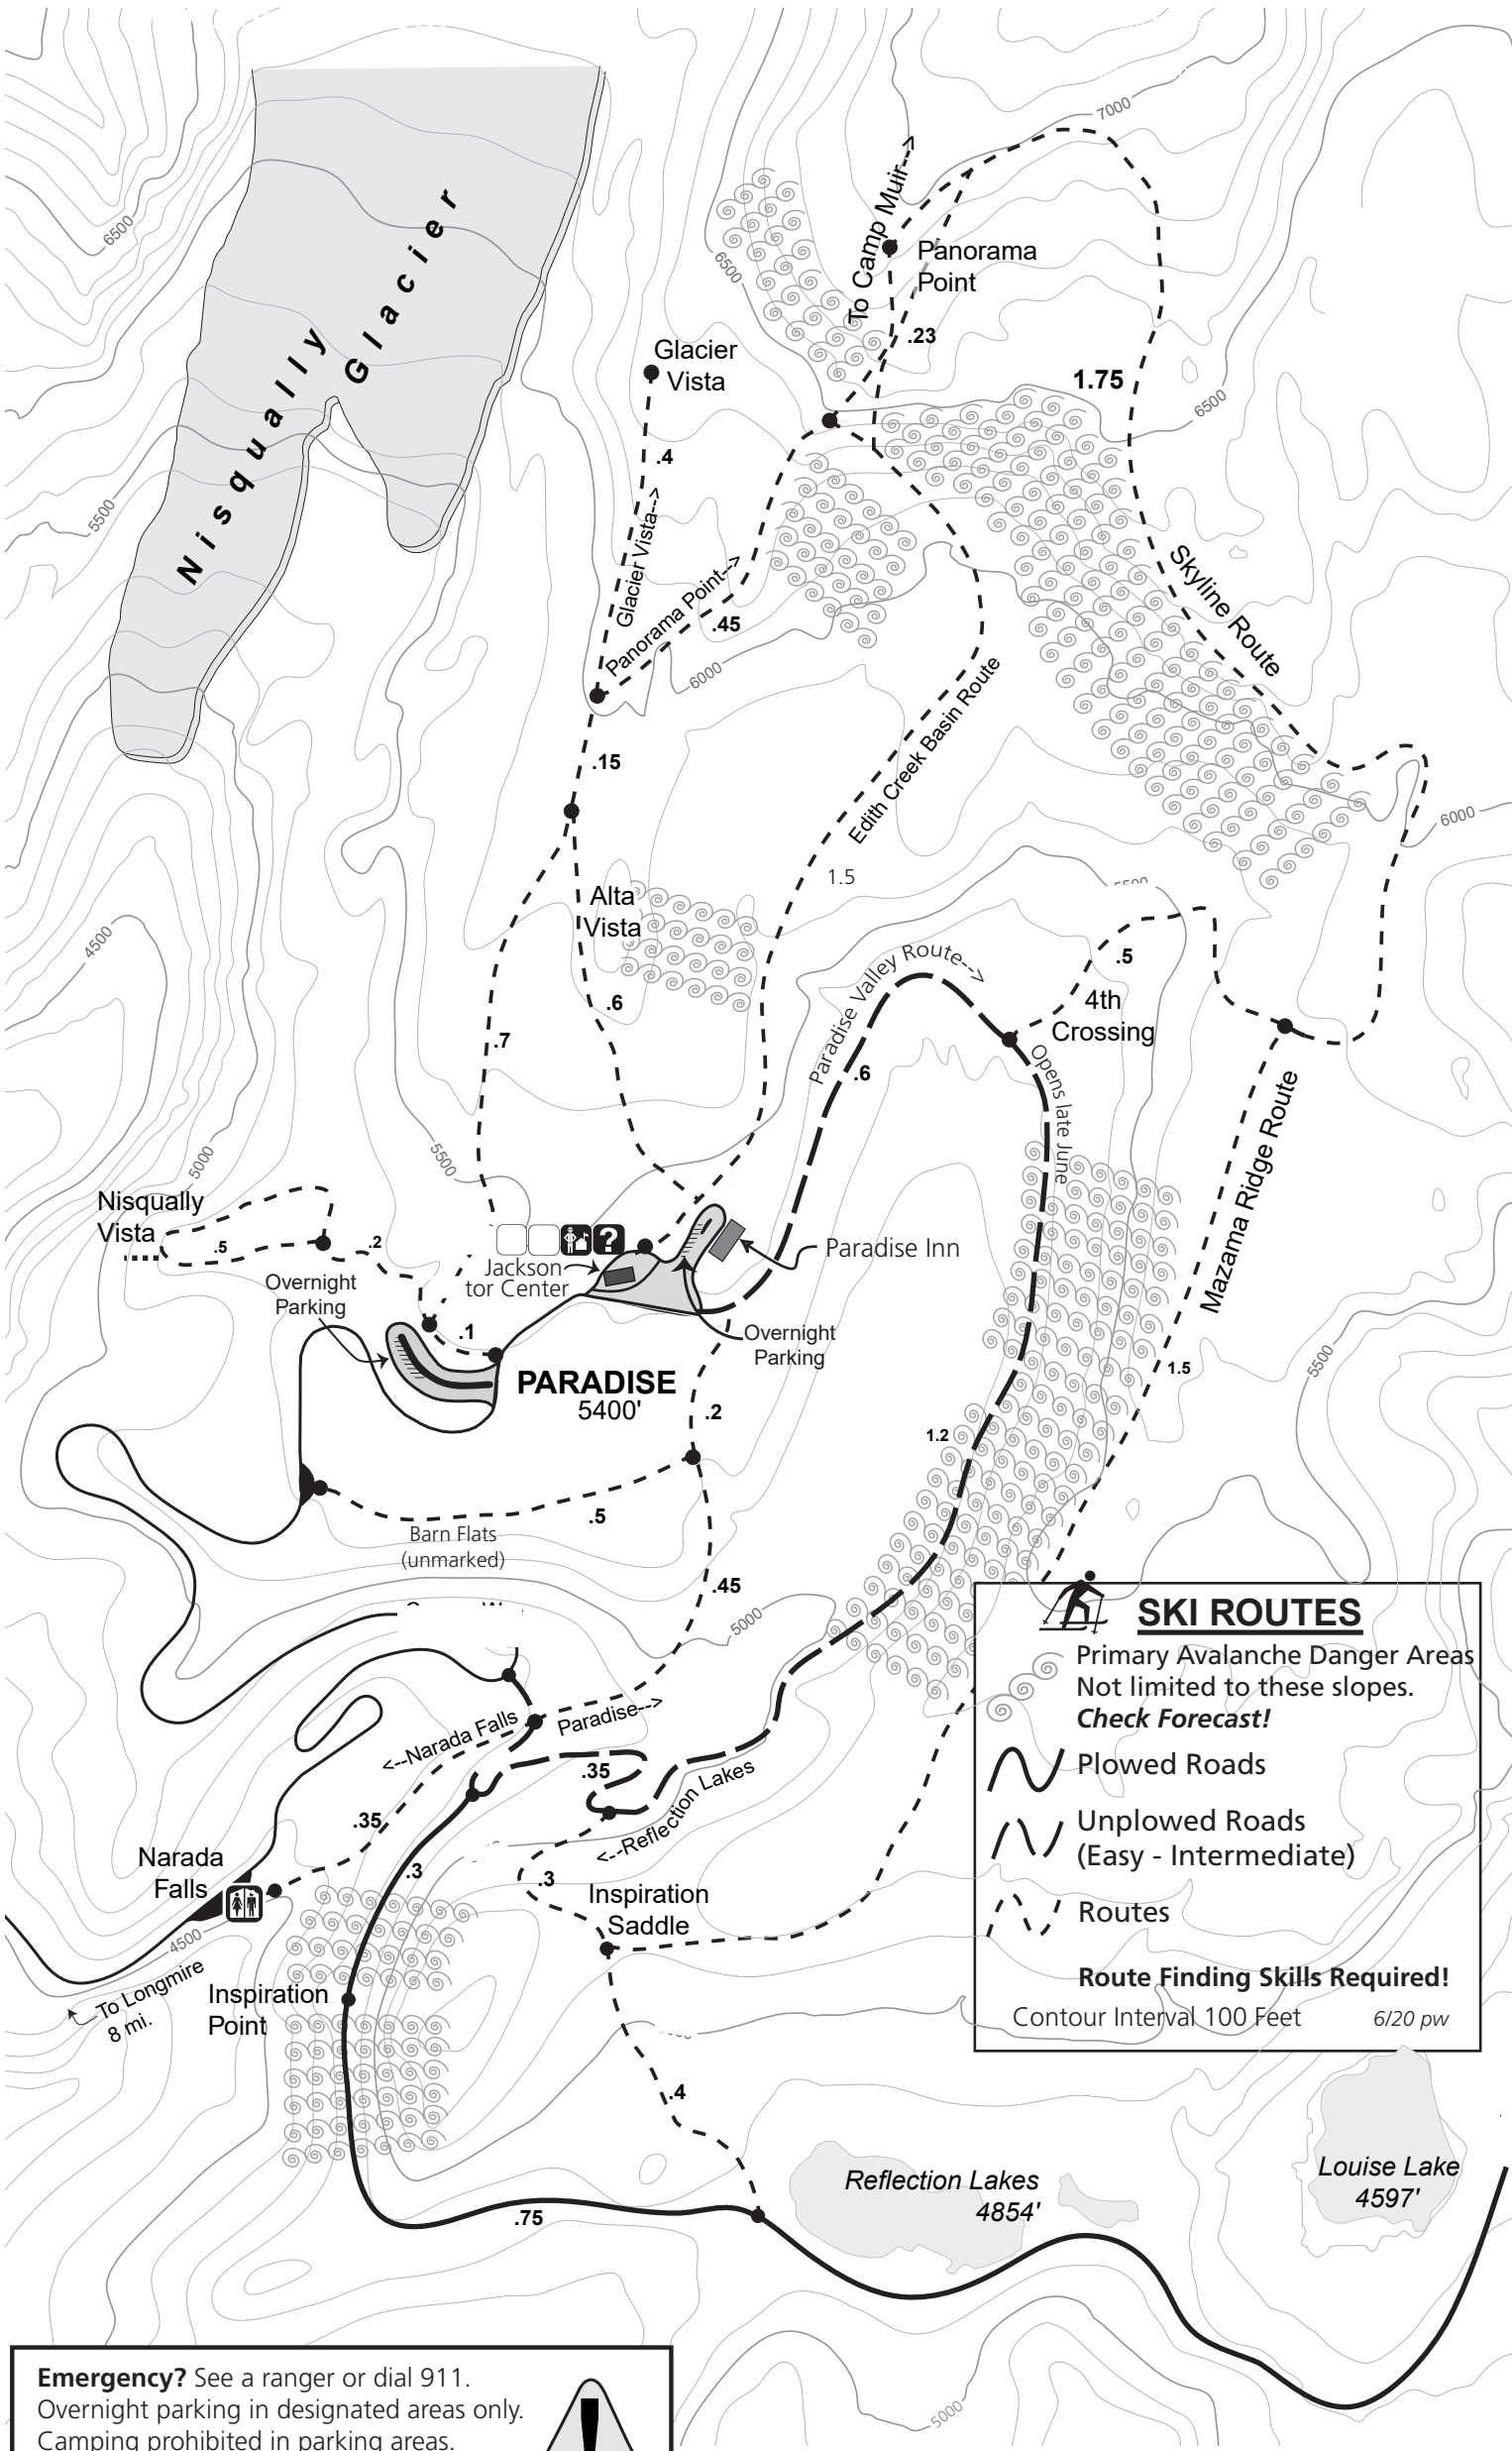 7000
6500
To Camp Muir-->
Panorama
Point
6500
.23
Glacier
Vista
Nisqually
Glacier
1.75
6500
.4
5500
Glacier Vista-->
Panorama Point-->
.45
Skyline Route
6000
Edith Creek Basin Route
.15
6000
1.5
Alta
Vista
4500
Paradise Valley Route-->
.5
.6
4th
Crossing
.7
.6
Opens late June
5500
5000
Mazama Ridge Route
Nisqually
Vista
.5
.2
?
Jackson
tor Center
Paradise Inn
Overnight
Parking
.1
Overnight
Parking
PARADISE
5400'
5500
1.5
.2
1.2
.5
Barn Flats
(unmarked)
.45
5000
SKI ROUTES
Primary Avalanche Danger Areas
Not limited to these slopes.
Check Forecast!
Plowed Roads
Unplowed Roads
(Easy - Intermediate)
Routes
Route Finding Skills Required!
Contour Interval 100 Feet
6/20 pw
<--Narada Falls
Paradise-->
.35
<--Reflection Lakes
.35
Narada
Falls
.3
.3
Inspiration
Saddle
4500
To Longmire
8 mi.
Inspiration
Point
.4
Reflection Lakes
4854'
Louise Lake
4597'
.75
5000
Emergency? See a ranger or dial 911.
Overnight parking in designated areas only.
Camping prohibited in parking areas.